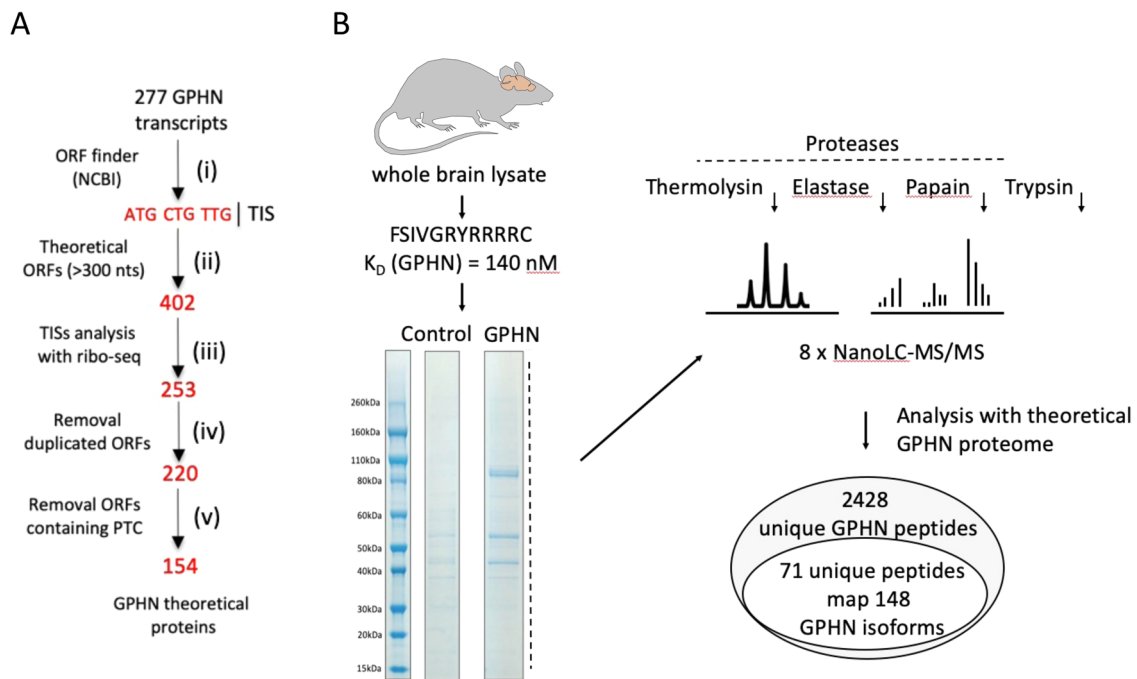 A
277 GPHN
transcripts
ORF finder
(NCBI)
(i)
ATG CTG TTG | TIS
Theoretical
ORFs (>300 nts)
(ii)
402
TISs analysis
with ribo-seq
(iii)
253
Removal
duplicated ORFs
(iv)
220
Removal ORFs
containing PTC
(v)
154
GPHN theoretical
proteins
B
whole brain lysate
FSIVGRYRRRRC
KD (GPHN) = 140 nM
Control GPHN
260kDa
160kDa
110kDa
80kDa
60kDa
50kDa
40kDa
30kDa
20kDa
15kDa
Proteases
Thermolysin Elastase Papain Trypsin
8 x NanoLC-MS/MS
Analysis with theoretical
GPHN proteome
2428
unique GPHN peptides
71 unique peptides
map 148
GPHN isoforms